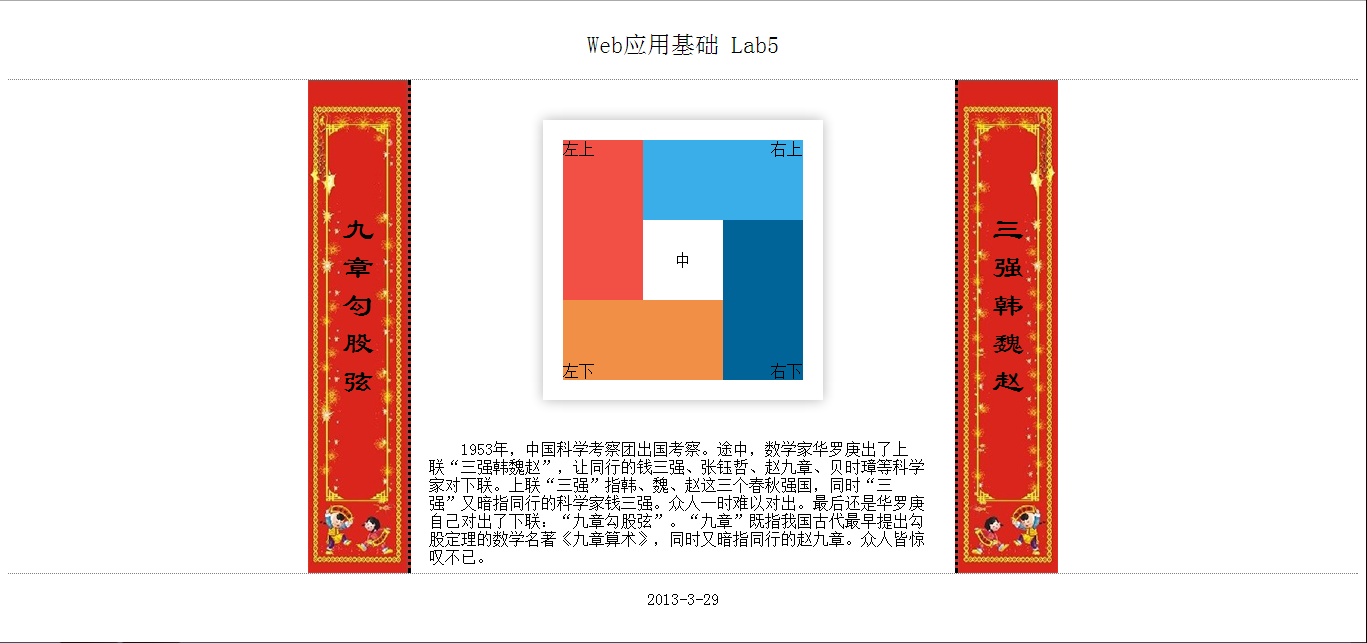 Web应用基础 Lab5
九章勾股弦
左上
右上
中
左下
右下
三强韩魏赵
1953年，中国科学考察团出国考察。途中，数学家华罗庚出了上
联“三强韩魏赵”，让同行的钱三强、张钰哲、赵九章、贝时璋等科学
家对下联。上联“三强”指韩、魏、赵这三个春秋强国，同时“三
强”又暗指同行的科学家钱三强。众人一时难以对出。最后还是华罗庚
自己对出了下联：“九章勾股弦”。“九章”既指我国古代最早提出勾
股定理的数学名著《九章算术》，同时又暗指同行的赵九章。众人皆惊
叹不已。
2013-3-29